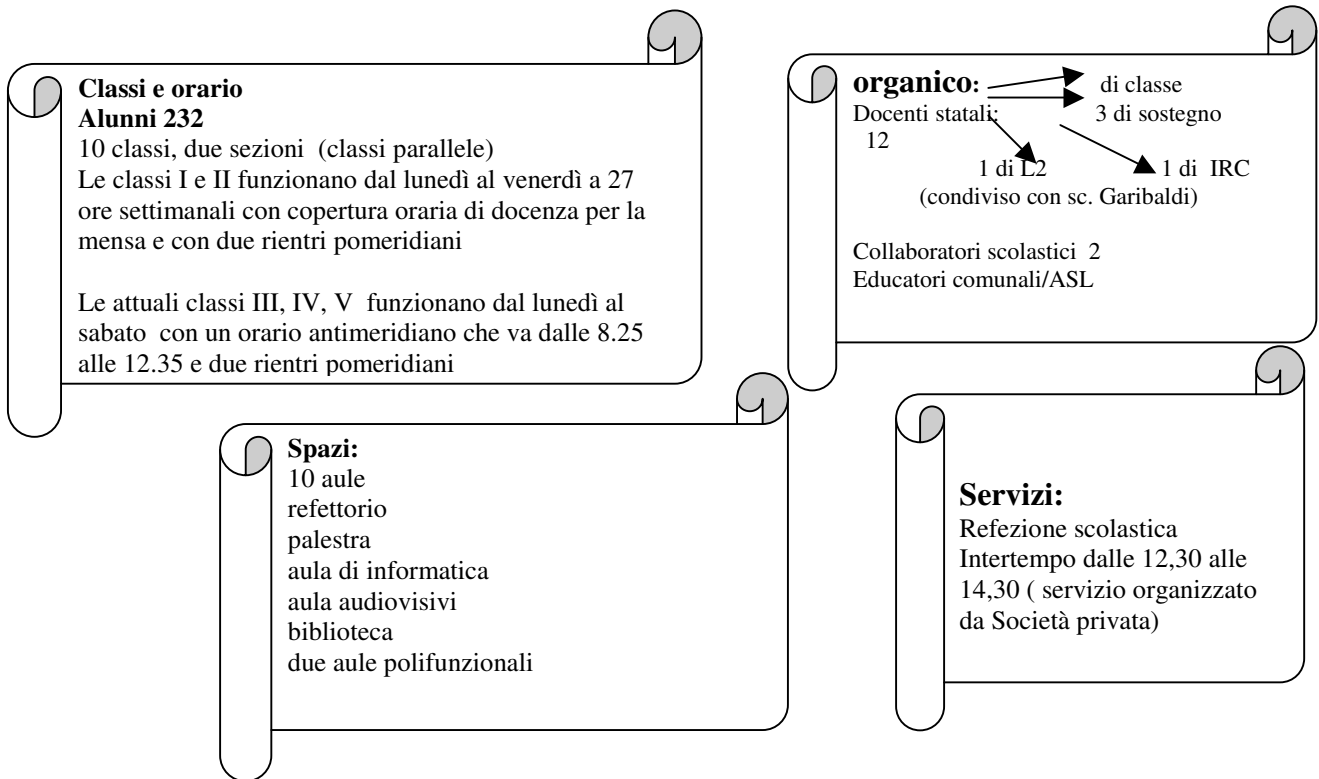 Classi e orario
Alunni 232
10 classi, due sezioni (classi parallele)
Le classi I e II funzionano dal lunedì al venerdì a 27
ore settimanali con copertura oraria di docenza per la
mensa e con due rientri pomeridiani
Le attuali classi III, IV, V funzionano dal lunedì al
sabato con un orario antimeridiano che va dalle 8.25
alle 12.35 e due rientri pomeridiani
organico: di classe
Docenti statali: 3 di sostegno
12
1 di L2 1 di IRC
(condiviso con sc. Garibaldi)
Collaboratori scolastici 2
Educatori comunali/ASL
Spazi:
10 aule
refettorio
palestra
aula di informatica
aula audiovisivi
biblioteca
due aule polifunzionali
Servizi:
Refezione scolastica
Intertempo dalle 12,30 alle
14,30 ( servizio organizzato
da Società privata)